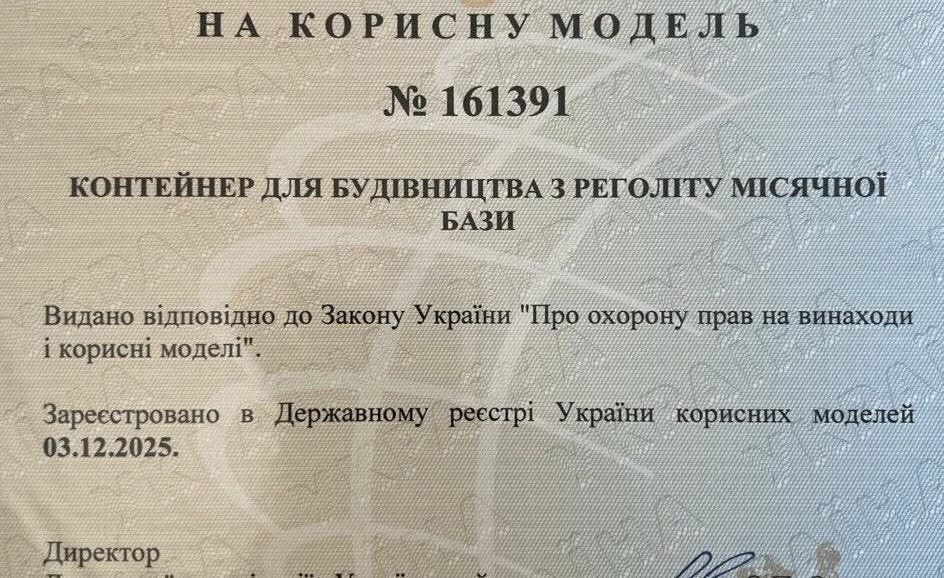 НА КОРИСНУ МОДЕЛЬ
№ 161391
КОНТЕЙНЕР ДЛЯ БУДІВНИЦТВА З РЕГОЛІТУ МІСЯЧНОЇ
БАЗИ
Видано відповідно до Закону України "Про охорону прав на винаходи
і корисні моделі".
Зареєстровано в Державному реєстрі України корисних моделей
03.12.2025.
Директор